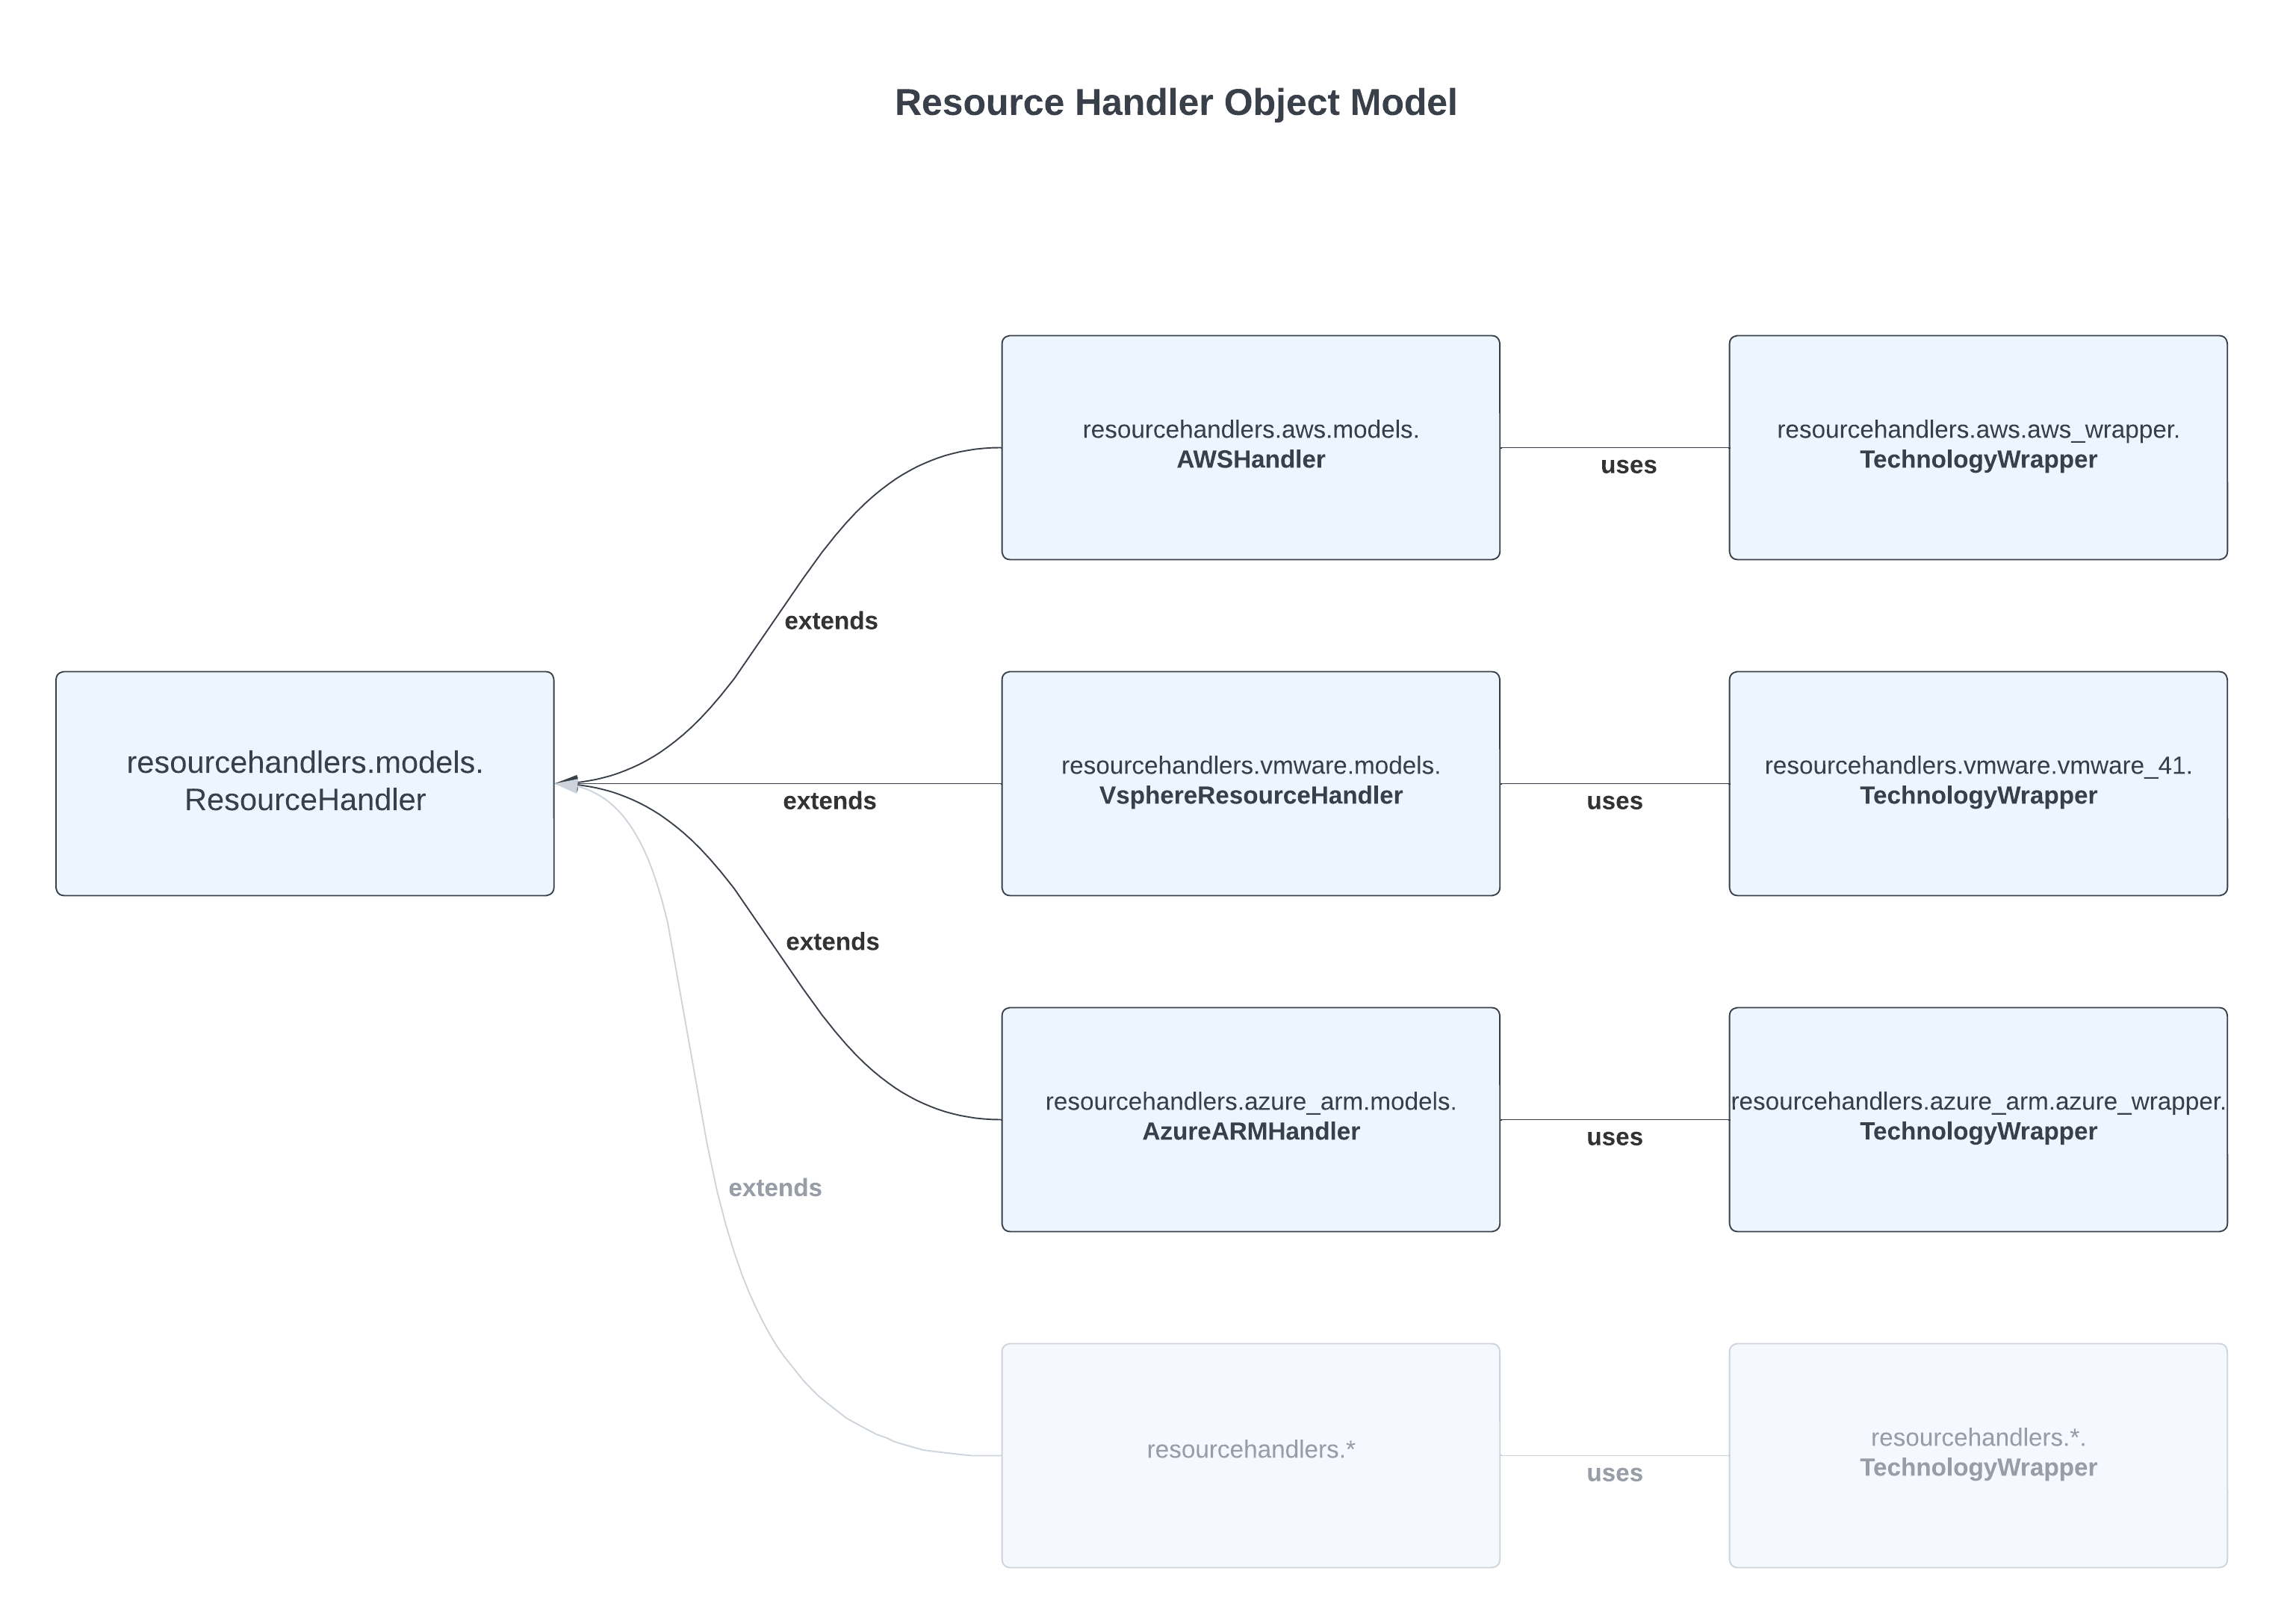 Resource Handler Object Model
resourcehandlers.aws.models.
AWSHandler
uses
resourcehandlers.aws.aws_wrapper.
TechnologyWrapper
extends
resourcehandlers.models.
ResourceHandler
extends
resourcehandlers.vmware.models.
VsphereResourceHandler
uses
resourcehandlers.vmware.vmware_41.
TechnologyWrapper
extends
resourcehandlers.azure_arm.models.
AzureARMHandler
uses
resourcehandlers.azure_arm.azure_wrapper.
TechnologyWrapper
extends
resourcehandlers.*
uses
resourcehandlers.*.
TechnologyWrapper